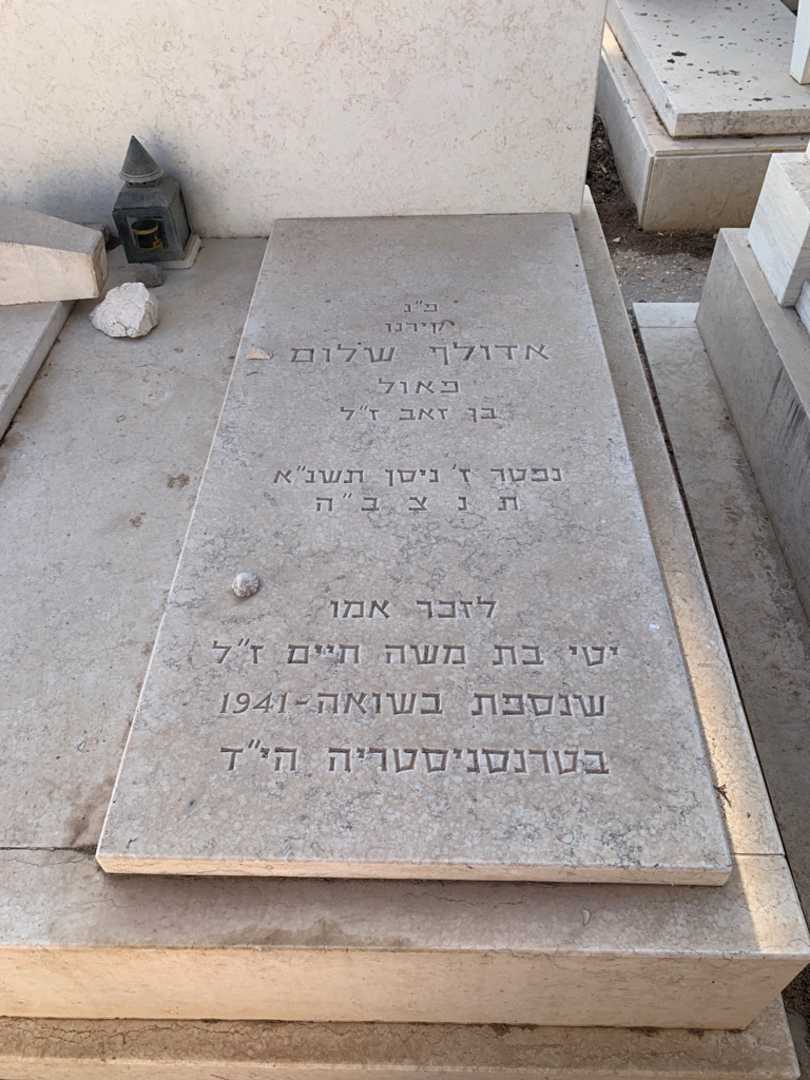 פ״נ
יקירנו
אדולף שלום
פאול
בן זאב ז״ל
נפטר ז׳ ניסן תשנ״א
ת נ צ ב ״ ה
לזכר אמו
יטי בת משה חיים ז״ל
שנספת בשואה-1941
בטרנסניסטריה הי״ד